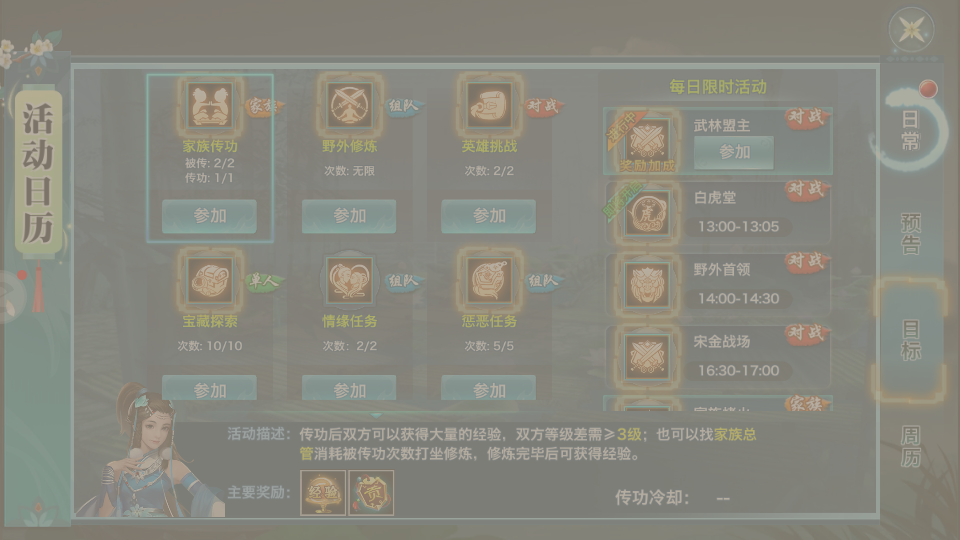 活动日历
家族
家族传功
被传: 2/2
传功: 1/1
参加
组队
野外修炼
次数: 无限
参加
对战
英雄挑战
次数: 2/2
参加
单人
宝藏探索
次数: 10/10
参加
组队
情缘任务
次数: 2/2
参加
组队
惩恶任务
次数: 5/5
参加
每日限时活动
进行中
奖励加成
武林盟主
对战
参加
虎
白虎堂
对战
13:00-13:05
野外首领
对战
14:00-14:30
宋金战场
对战
16:30-17:00
家族
日常
预告
目标
周历
活动描述: 传功后双方可以获得大量的经验，双方等级差需≥3级；也可以找家族总
管消耗被传功次数打坐修炼，修炼完毕后可获得经验。
主要奖励:
经验
贡
传功冷却: --